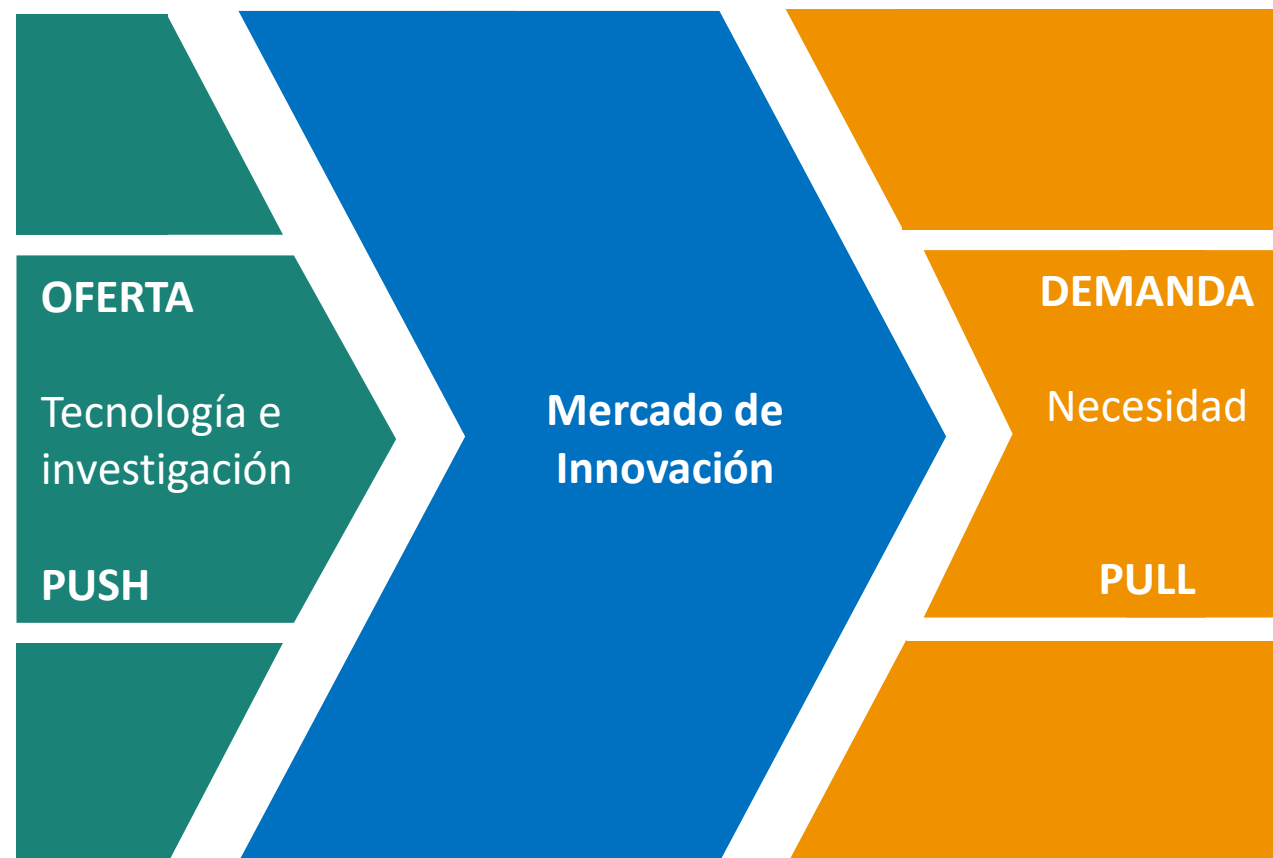 OFERTA
Tecnología e
investigación
PUSH
Mercado de
Innovación
DEMANDA
Necesidad
PULL